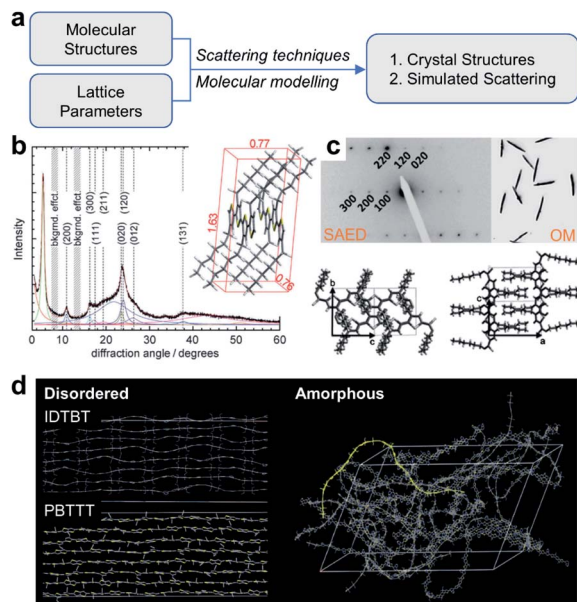 a
Molecular
Structures
Lattice
Parameters
Scattering techniques
Molecular modelling
1. Crystal Structures
2. Simulated Scattering
b
Intensity
bkgrnd. effct.
(200)
bkgrnd. effct.
(300)
(111)
(211)
(020)
(120)
(012)
(131)
0 10 20 30 40 50 60
diffraction angle / degrees
0.77
1.63
0.76
c
220 120 020
300 200 100
SAED
OM
b
c
c
a
d
Disordered
Amorphous
IDTBT
PBTTT